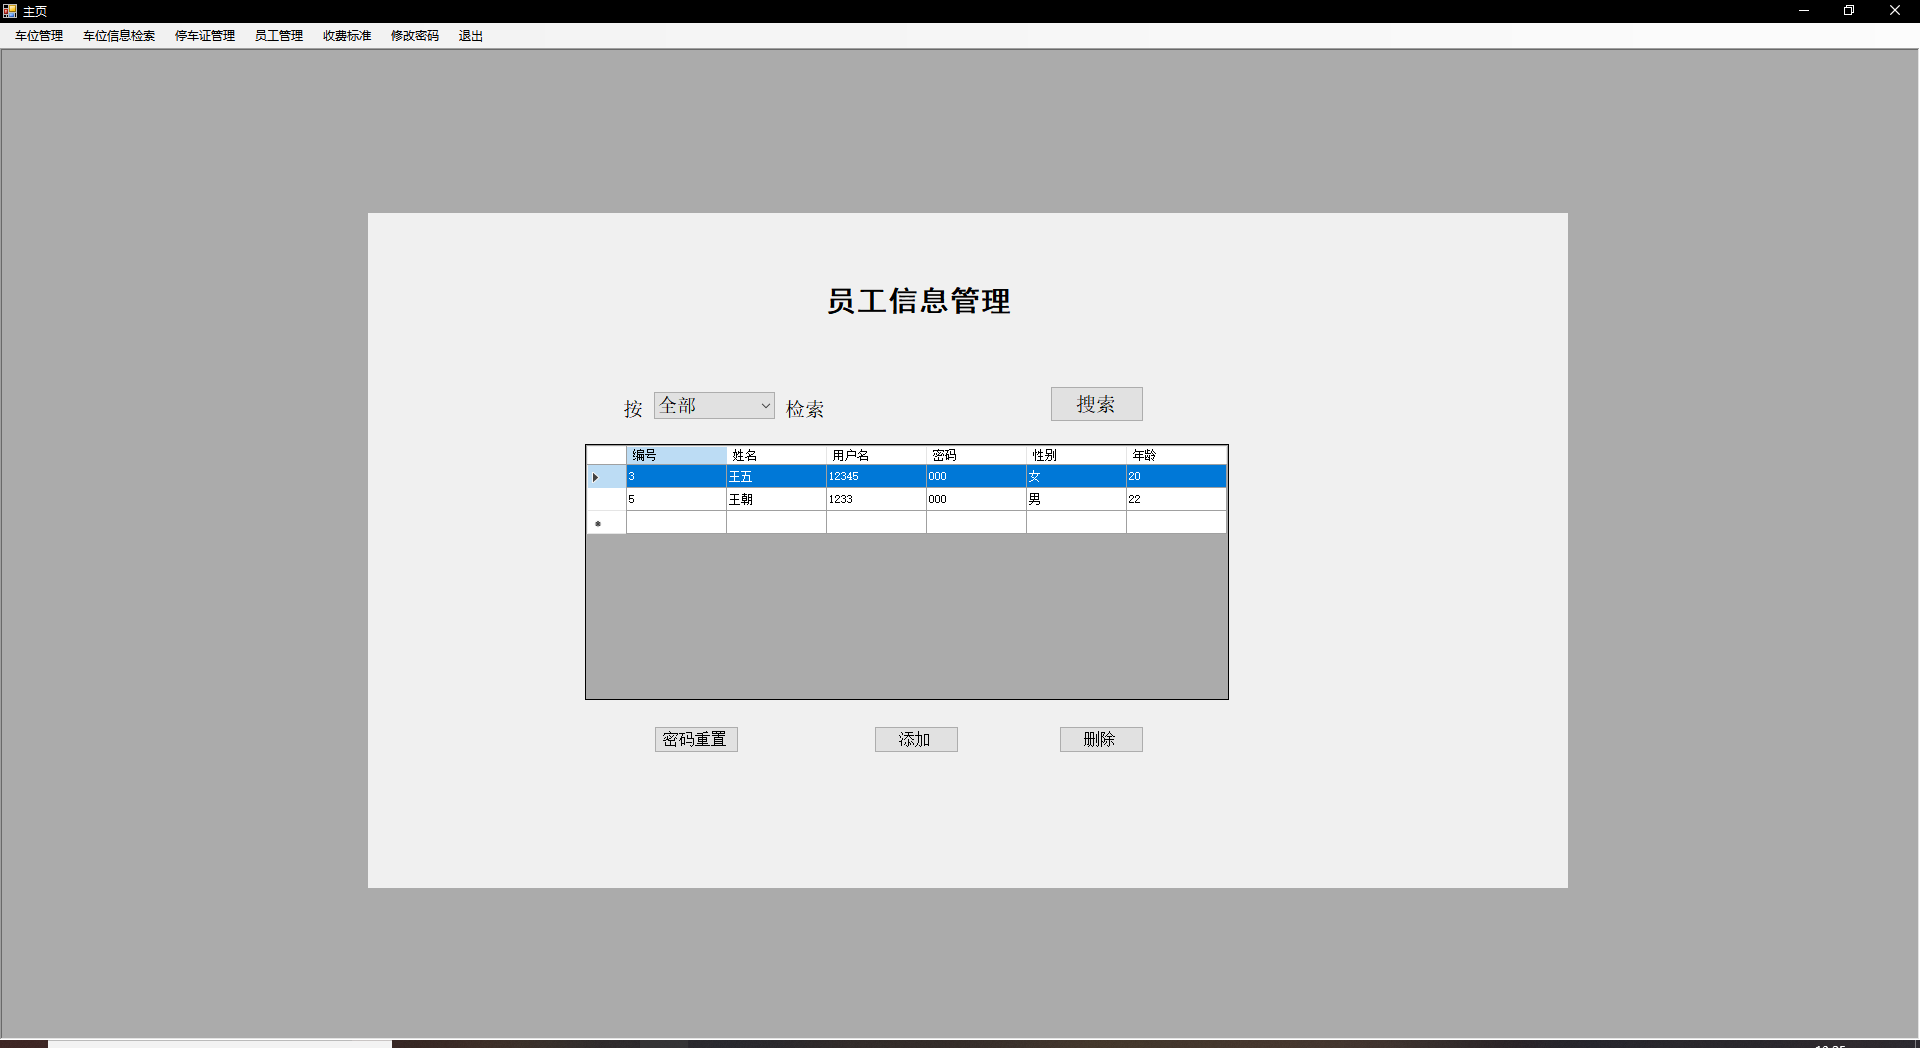 主页
车位管理 车位信息检索 停车证管理 员工管理 收费标准 修改密码 退出
员工信息管理
按 全部 检索 搜索
编号 姓名 用户名 密码 性别 年龄
3 王五 12345 000 女 20
5 王朝 1233 000 男 22
密码重置 添加 删除